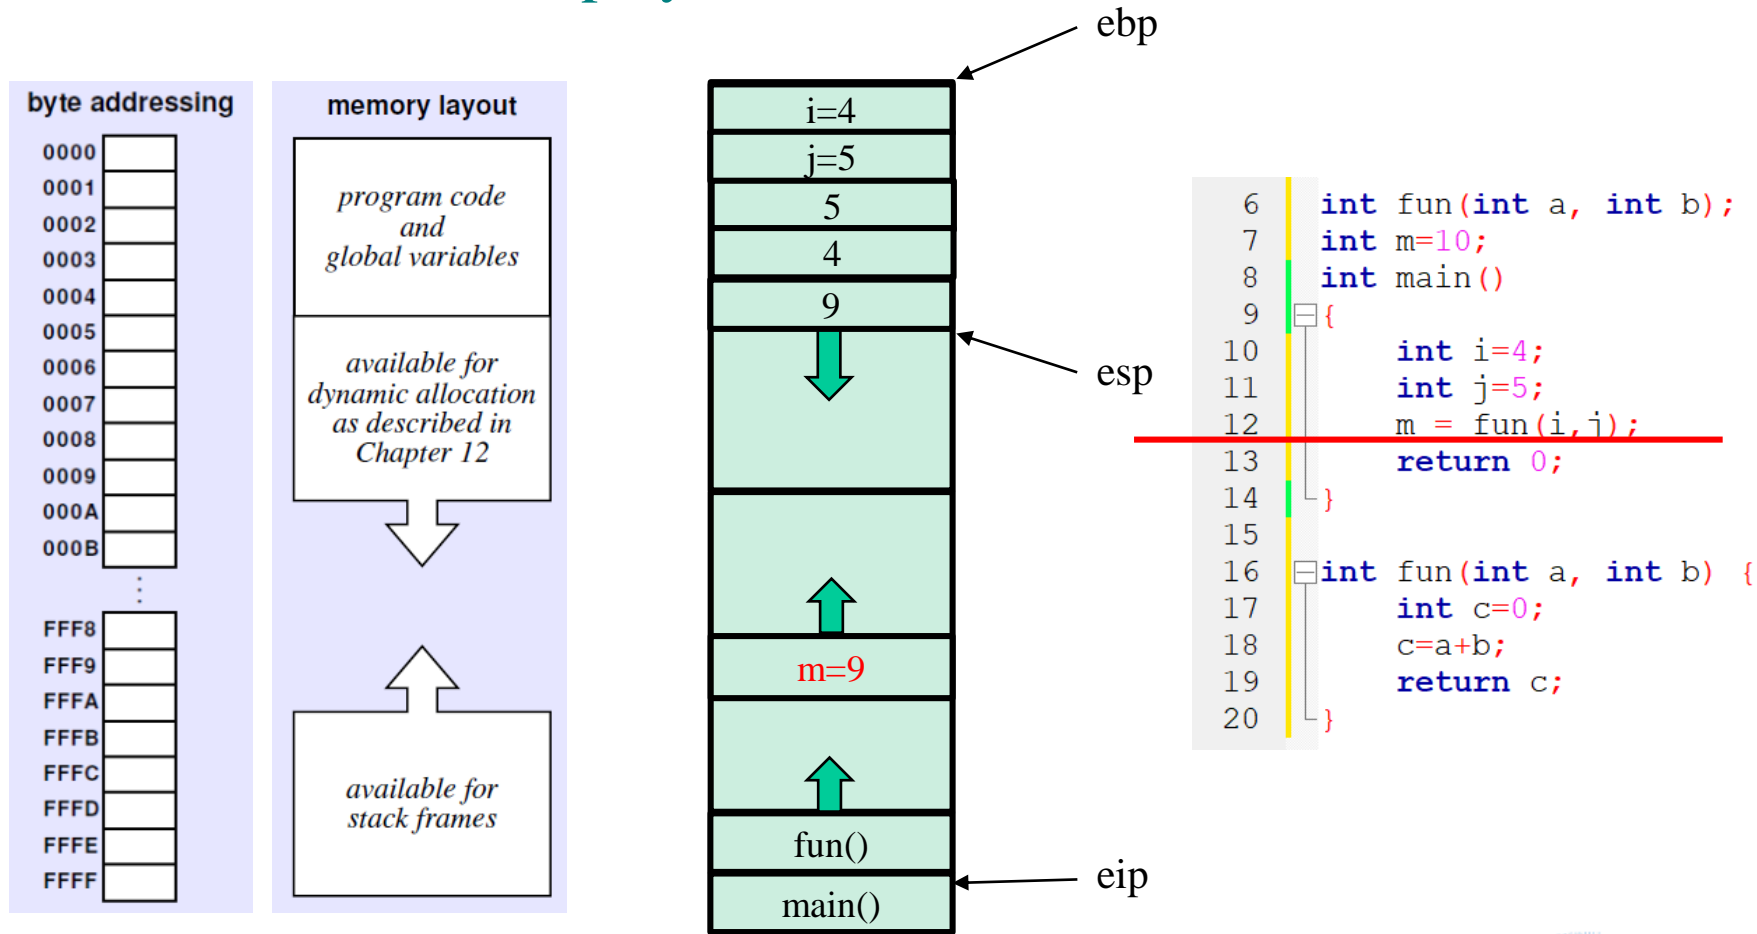 ebp
byte addressing
0000
0001
0002
0003
0004
0005
0006
0007
0008
0009
000A
000B
FFF8
FFF9
FFFA
FFFB
FFFC
FFFD
FFFE
FFFF
memory layout
program code
and
global variables
available for
dynamic allocation
as described in
Chapter 12
available for
stack frames
i=4
j=5
5
4
9
m=9
fun()
main()
esp
eip
6 int fun(int a, int b);
7 int m=10;
8 int main()
9 {
10 int i=4;
11 int j=5;
12 m = fun(i,j);
13 return 0;
14 }
15
16 int fun(int a, int b) {
17 int c=0;
18 c=a+b;
19 return c;
20 }